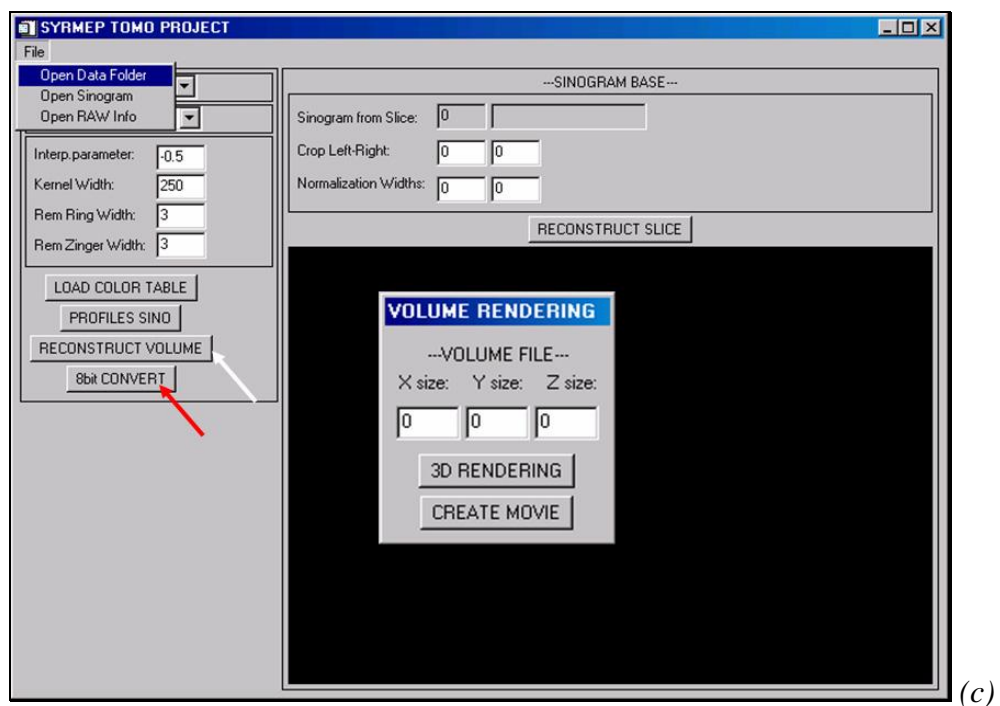 SYRMEP TOMO PROJECT
File
Open Data Folder
Open Sinogram
Open RAW Info
Interp.parameter: -0.5
Kernel Width: 250
Rem Ring Width: 3
Rem Zinger Width: 3
LOAD COLOR TABLE
PROFILES SINO
RECONSTRUCT VOLUME
8bit CONVERT
---SINOGRAM BASE---
Sinogram from Slice: 0
Crop Left-Right: 0 0
Normalization Widths: 0 0
RECONSTRUCT SLICE
VOLUME RENDERING
---VOLUME FILE---
X size: Y size: Z size:
0 0 0
3D RENDERING
CREATE MOVIE
(c)